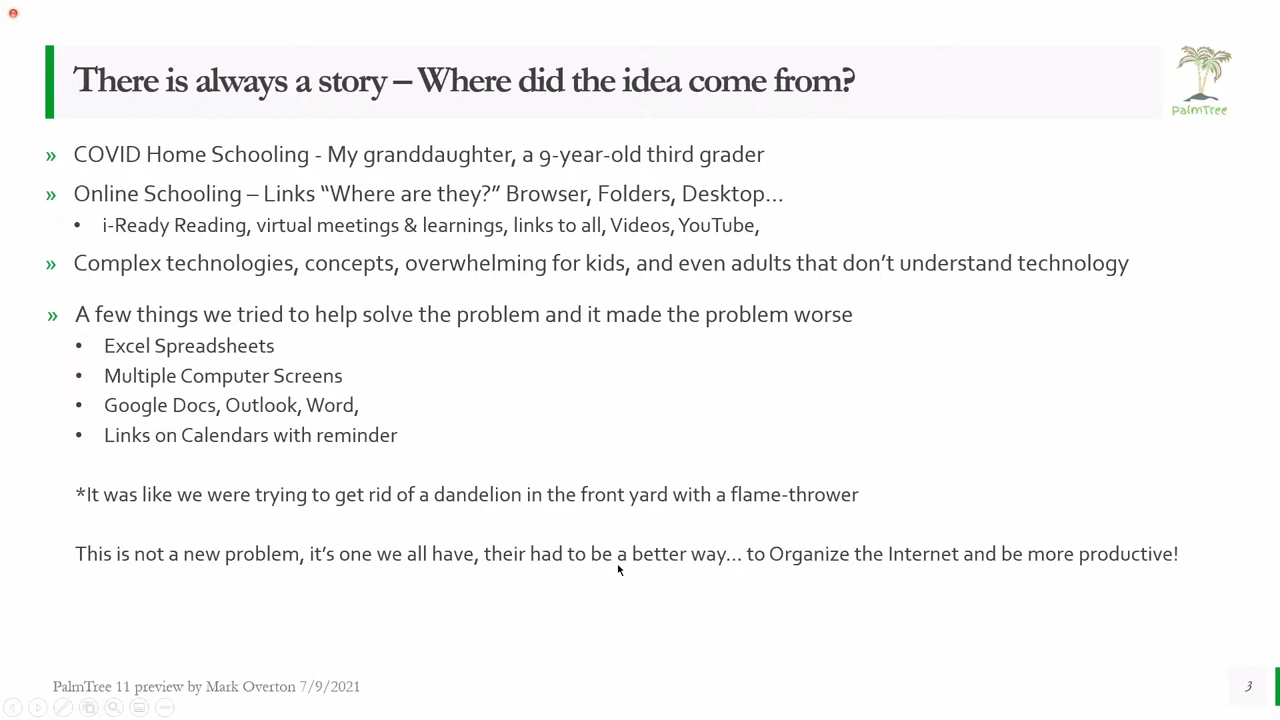 There is always a story – Where did the idea come from?
PalmTree
» COVID Home Schooling - My granddaughter, a 9-year-old third grader
» Online Schooling – Links “Where are they?” Browser, Folders, Desktop…
• i-Ready Reading, virtual meetings & learnings, links to all, Videos, YouTube,
» Complex technologies, concepts, overwhelming for kids, and even adults that don’t understand technology
» A few things we tried to help solve the problem and it made the problem worse
• Excel Spreadsheets
• Multiple Computer Screens
• Google Docs, Outlook, Word,
• Links on Calendars with reminder
*It was like we were trying to get rid of a dandelion in the front yard with a flame-thrower
This is not a new problem, it’s one we all have, their had to be a better way… to Organize the Internet and be more productive!
PalmTree 11 preview by Mark Overton 7/9/2021
3